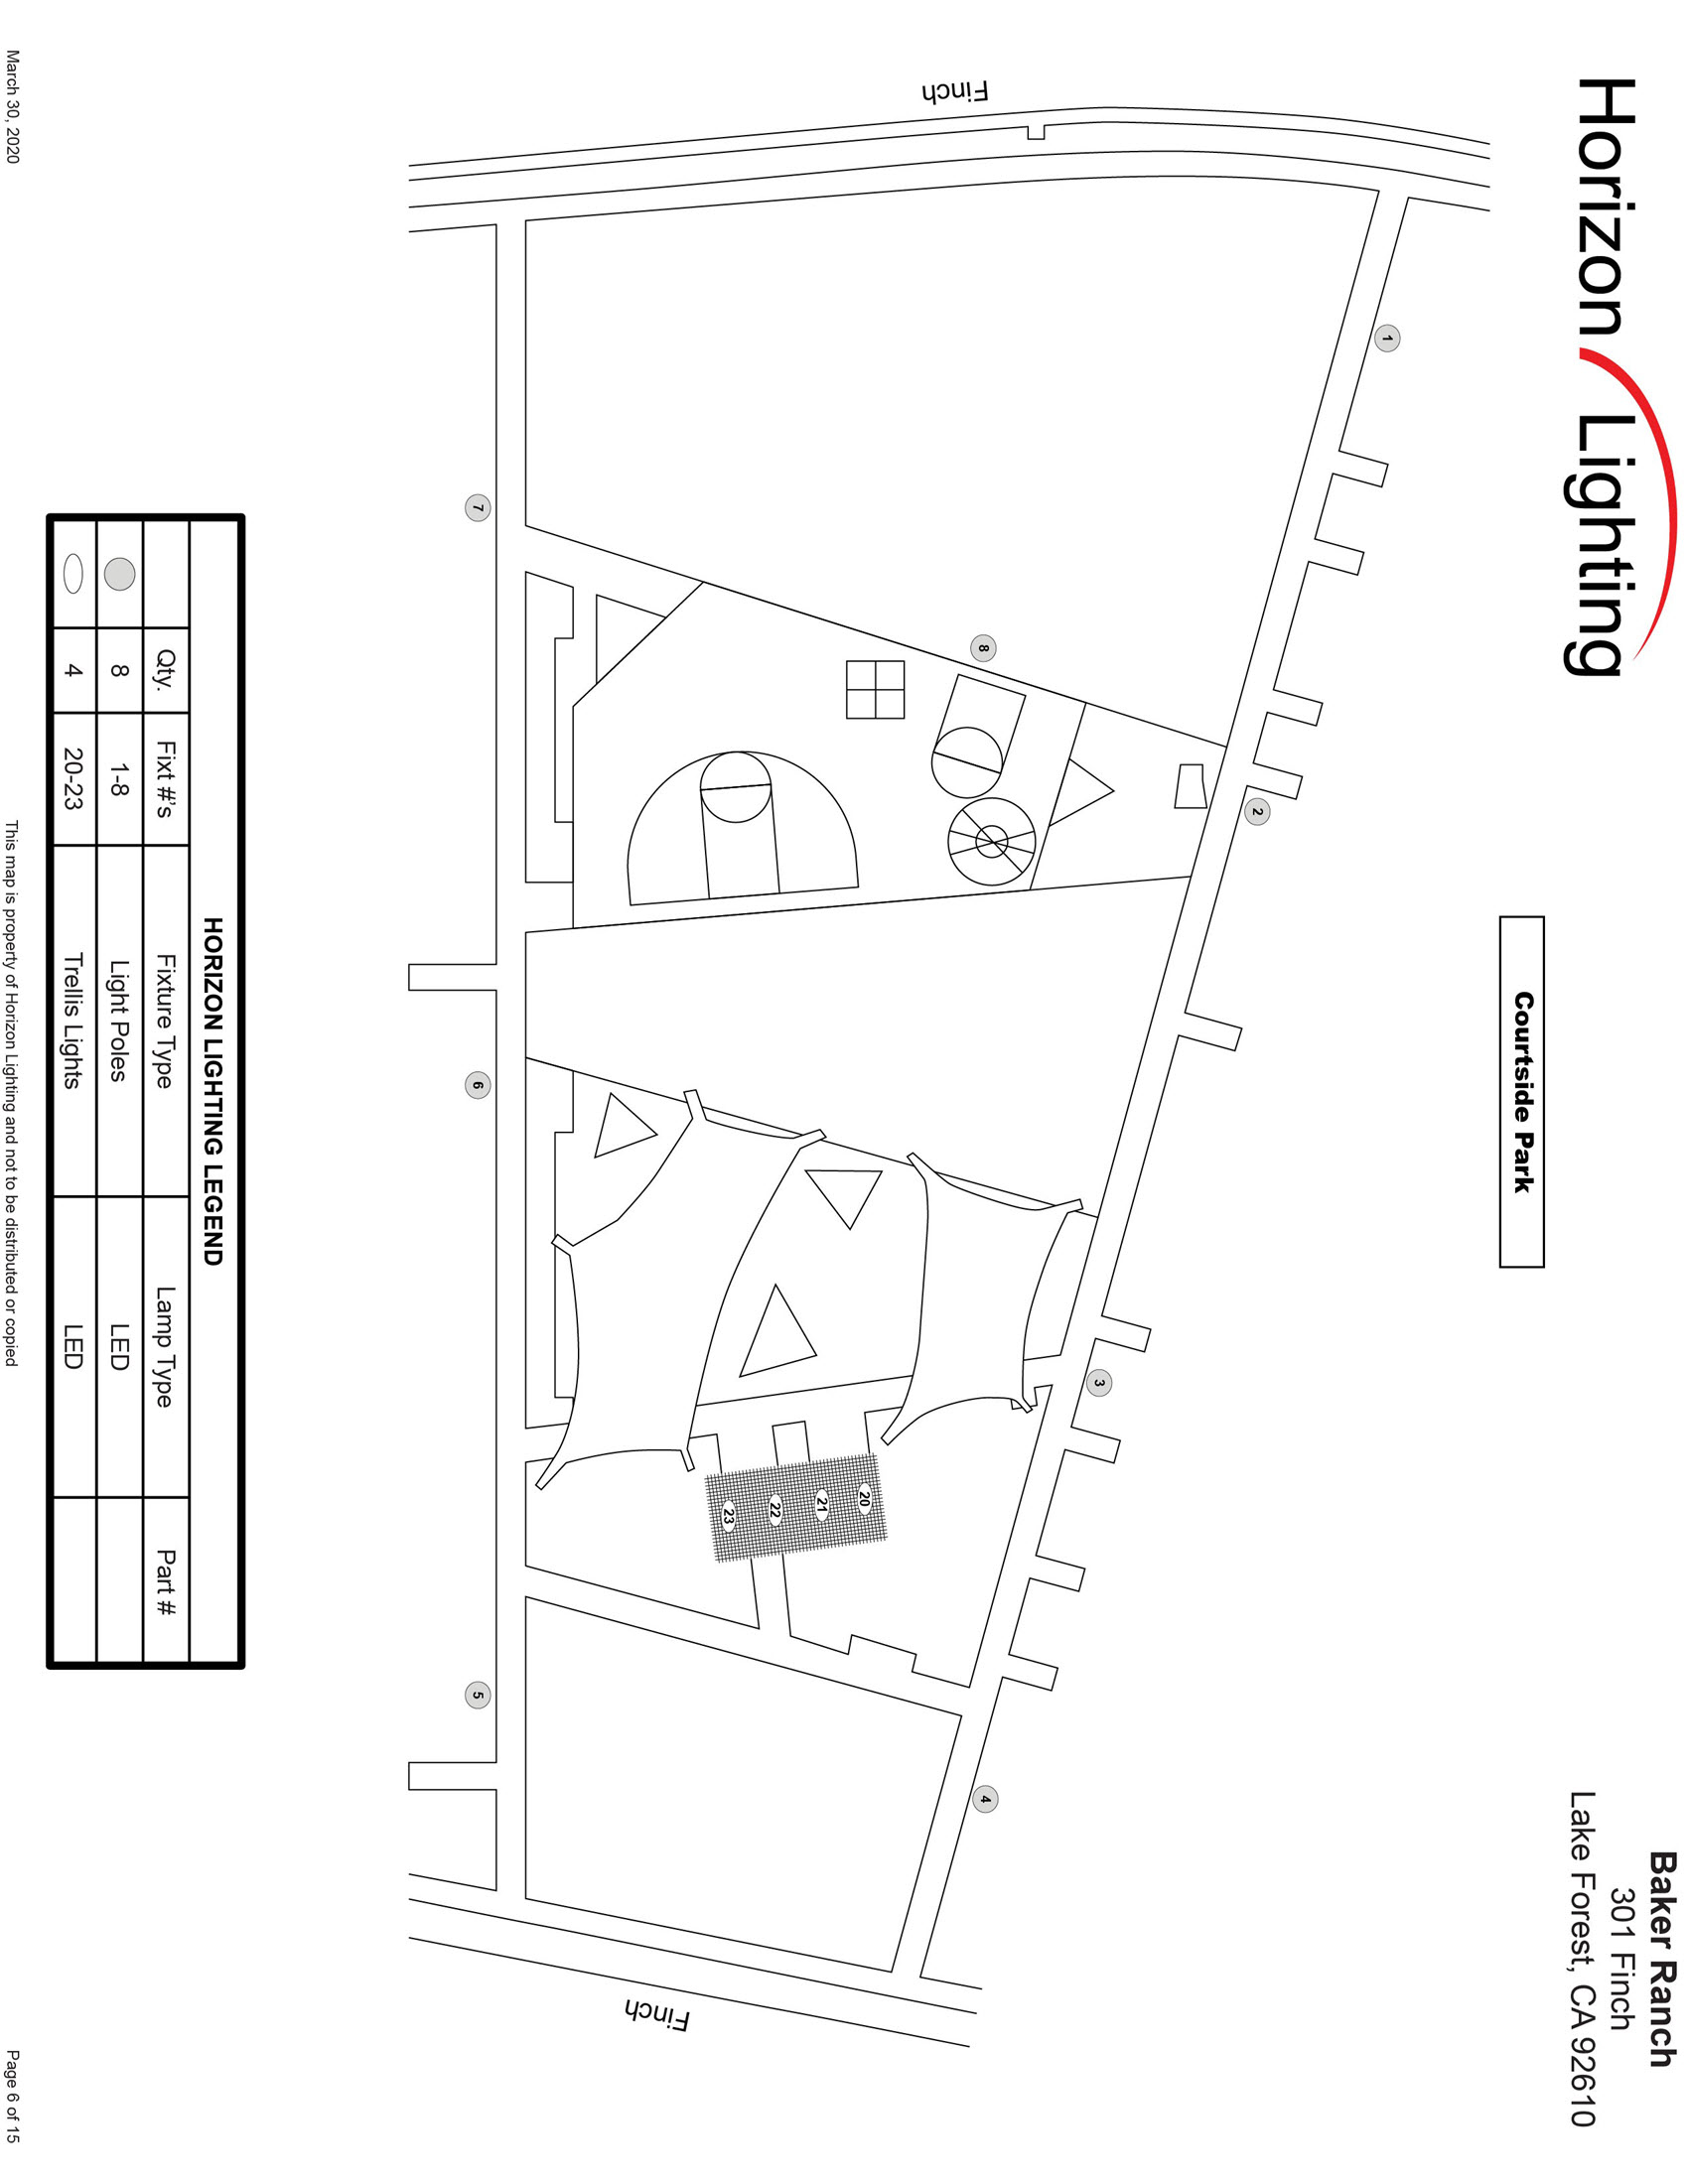 Horizon Lighting
Baker Ranch
301 Finch
Lake Forest, CA 92610
Courtside Park
Finch
1
2
3
4
8
20
21
22
23
7
6
5
Finch
HORIZON LIGHTING LEGEND
Qty. Fixt #'s Fixture Type Lamp Type Part #
8 1-8 Light Poles LED
4 20-23 Trellis Lights LED
March 30, 2020
This map is property of Horizon Lighting and not to be distributed or copied
Page 6 of 15